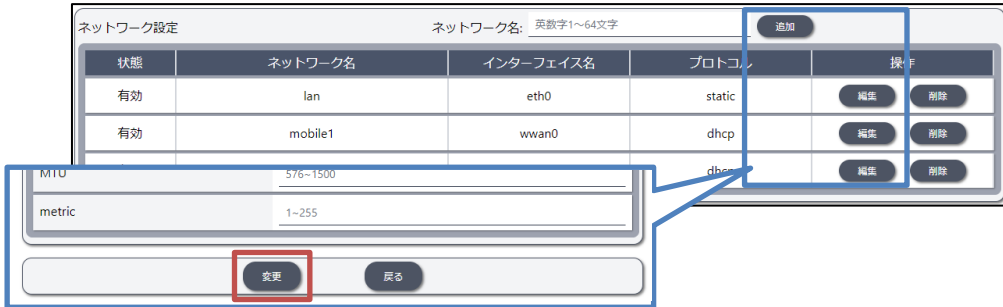 ネットワーク設定 ネットワーク名: 英数字1～64文字 追加
状態 ネットワーク名 インターフェイス名 プロトコル 操作
有効 lan eth0 static 編集 削除
有効 mobile1 wwan0 dhcp 編集 削除
dhcp 編集 削除
MTU 576~1500
metric 1~255
変更 戻る